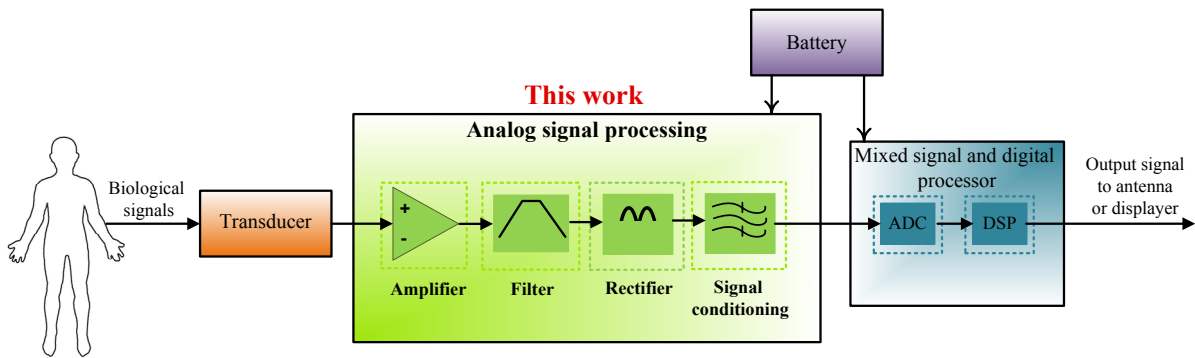 Battery
This work
Analog signal processing
Mixed signal and digital
processor
Biological
signals
Transducer
+
-
ADC
DSP
Output signal
to antenna
or displayer
Amplifier
Filter
Rectifier
Signal
conditioning